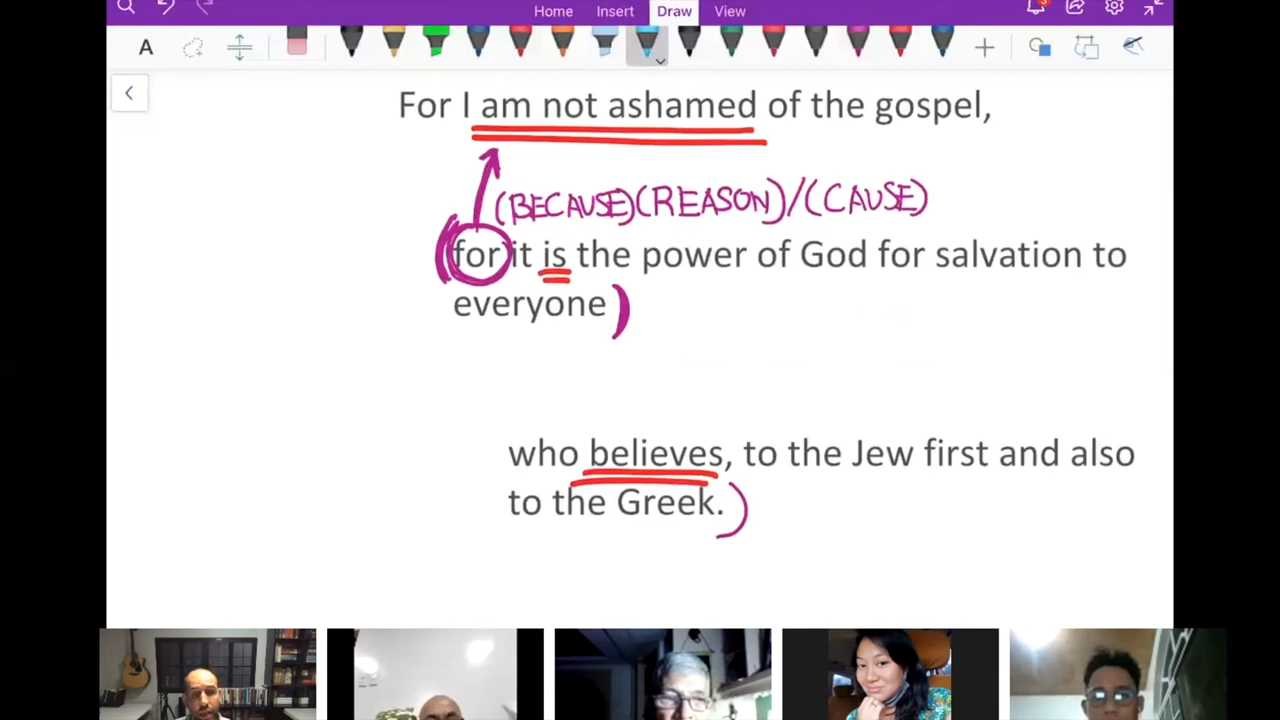 Home Insert Draw View
A
For I am not ashamed of the gospel,
(BECAUSE)(REASON)/(CAUSE)
for it is the power of God for salvation to
everyone
who believes, to the Jew first and also
to the Greek.